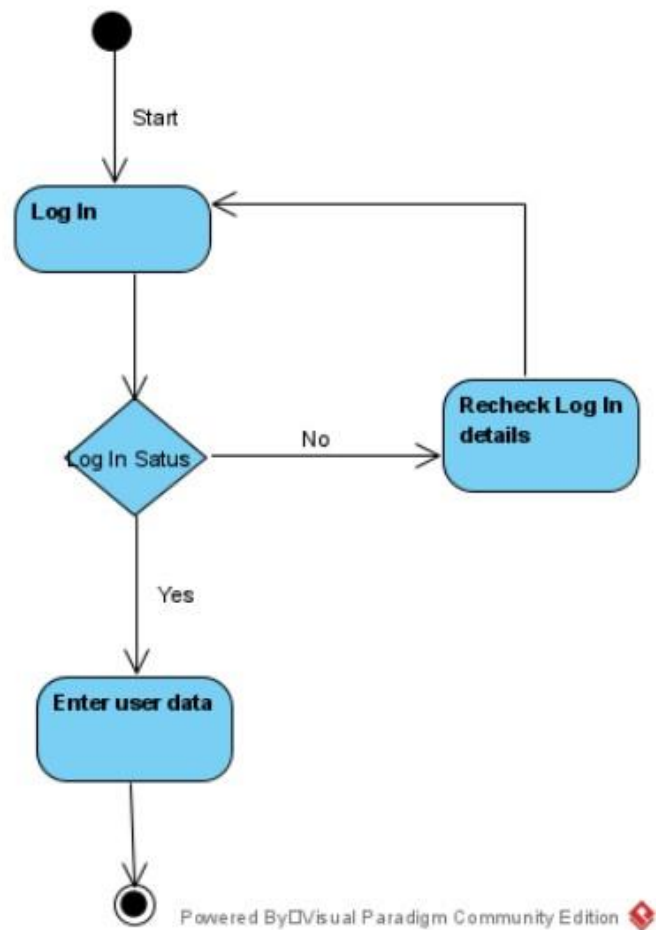 Start
Log In
Recheck Log In
details
No
Log In Satus
Yes
Enter user data
Powered By□Visual Paradigm Community Edition